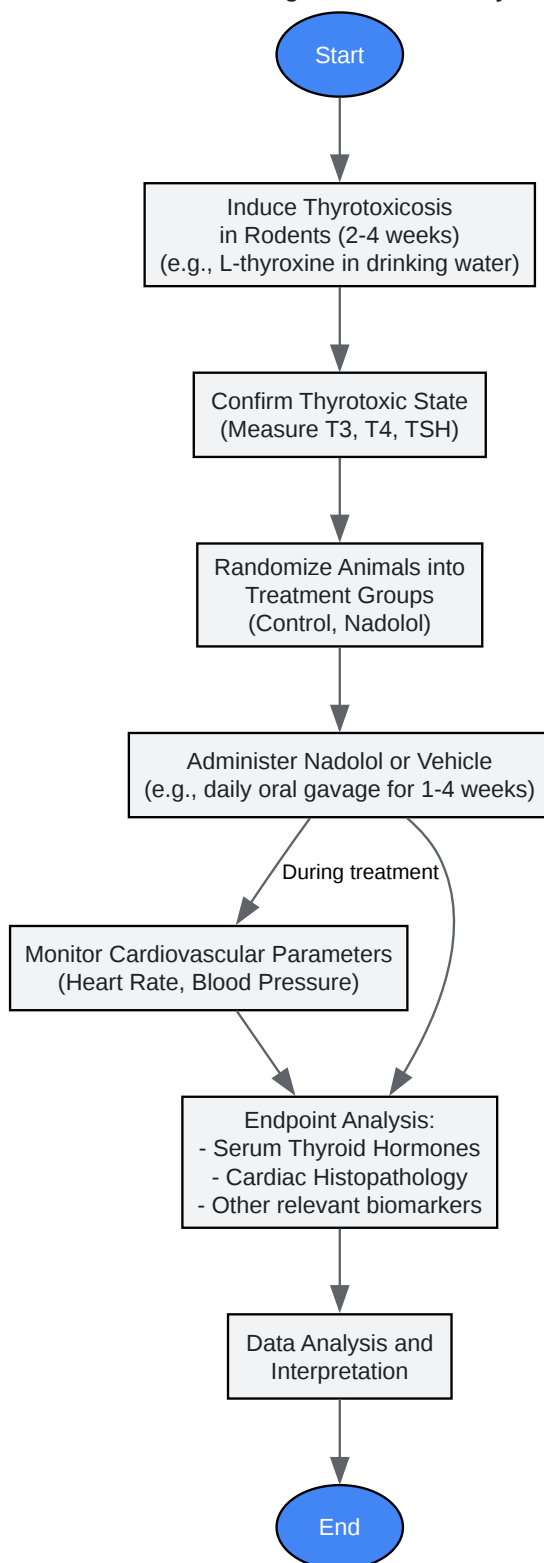 Start
Induce Thyrotoxicosis
in Rodents (2-4 weeks)
(e.g., L-thyroxine in drinking water)
Confirm Thyrotoxic State
(Measure T3, T4, TSH)
Randomize Animals into
Treatment Groups
(Control, Nadolol)
Administer Nadolol or Vehicle
(e.g., daily oral gavage for 1-4 weeks)
During treatment
Monitor Cardiovascular Parameters
(Heart Rate, Blood Pressure)
Endpoint Analysis:
- Serum Thyroid Hormones
- Cardiac Histopathology
- Other relevant biomarkers
Data Analysis and
Interpretation
End